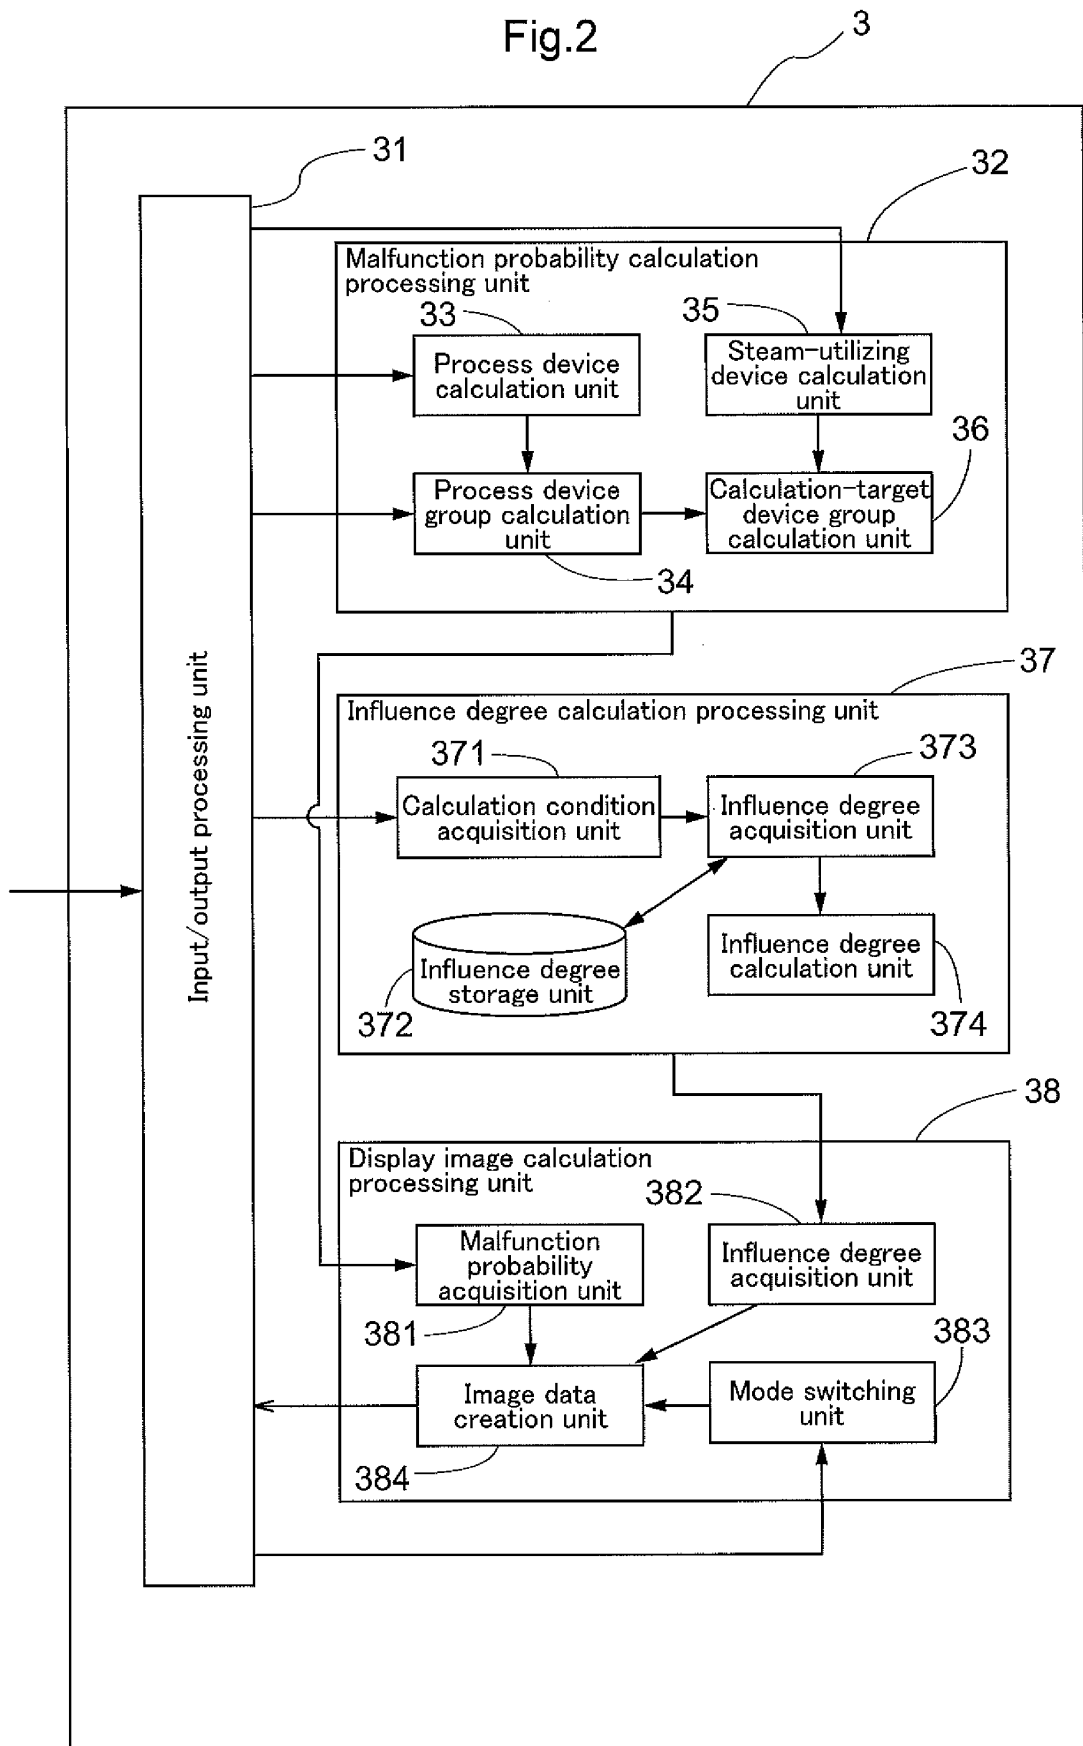 Fig.2
3
31
32
Malfunction probability calculation
processing unit
33
35
Process device
calculation unit
Steam-utilizing
device calculation
unit
36
Process device
group calculation
unit
Calculation-target
device group
calculation unit
34
Input/output processing unit
37
Influence degree calculation processing unit
371
373
Calculation condition
acquisition unit
Influence degree
acquisition unit
Influence degree
storage unit
Influence degree
calculation unit
372
374
38
Display image calculation
processing unit
382
Malfunction
probability
acquisition unit
Influence degree
acquisition unit
381
383
Image data
creation unit
Mode switching
unit
384